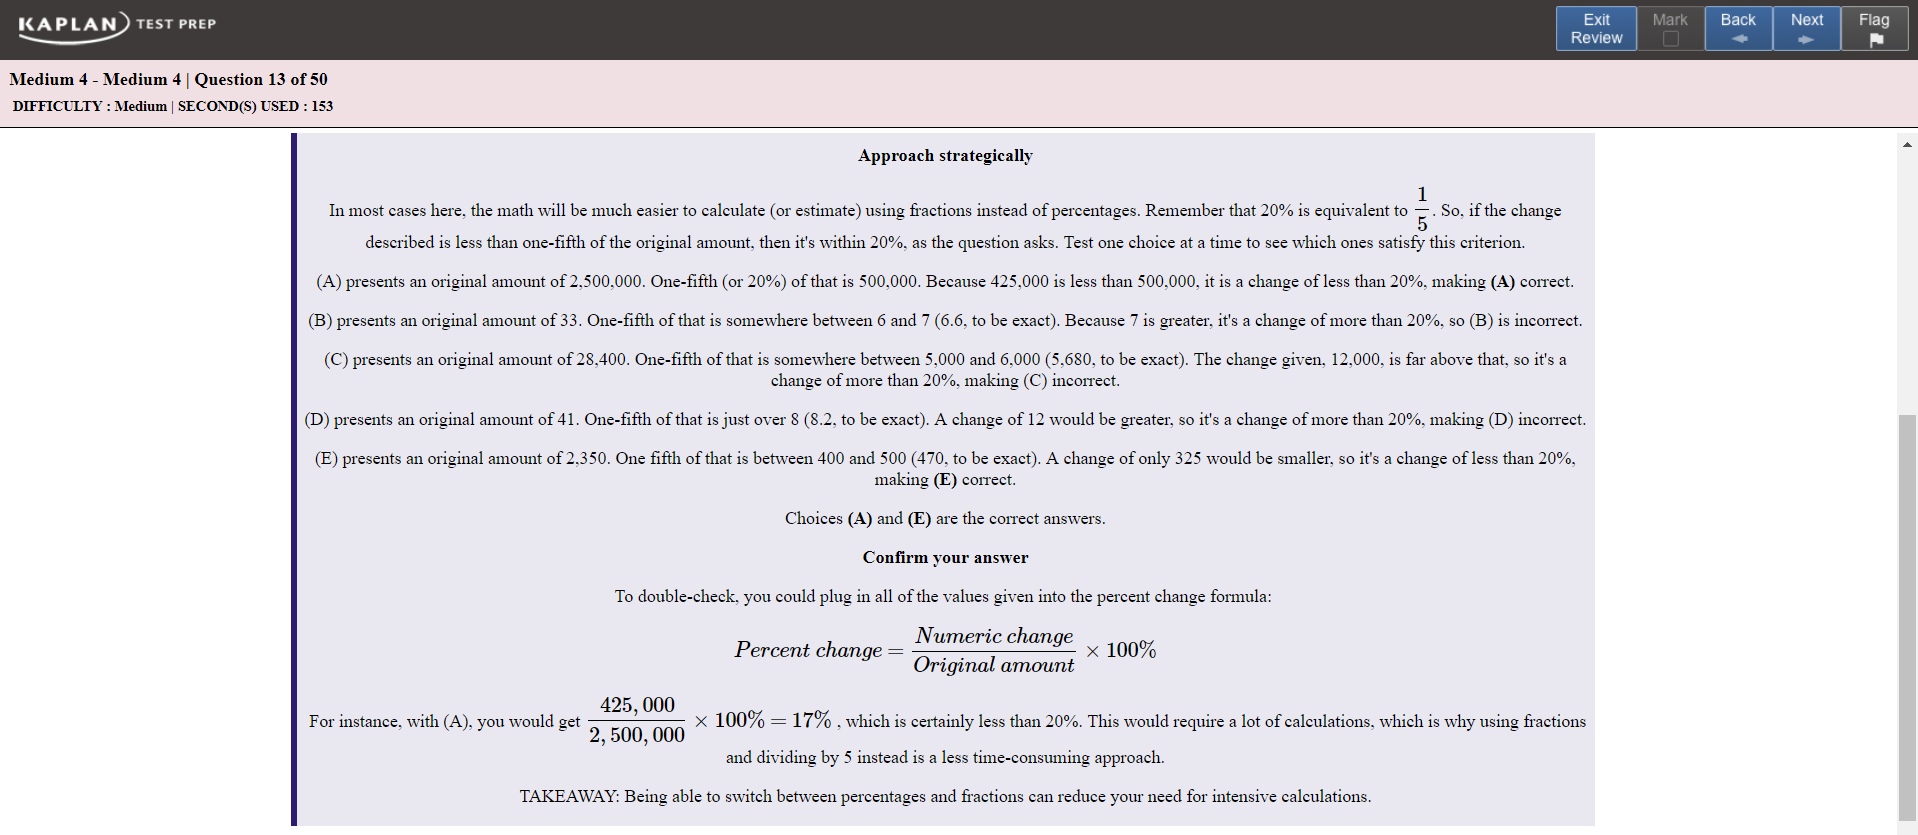 KAPLAN TEST PREP
Exit Review
Mark
Back
Next
Flag
Medium 4 - Medium 4 | Question 13 of 50
DIFFICULTY : Medium | SECOND(S) USED : 153
Approach strategically
In most cases here, the math will be much easier to calculate (or estimate) using fractions instead of percentages. Remember that 20% is equivalent to 1/5. So, if the change
described is less than one-fifth of the original amount, then it's within 20%, as the question asks. Test one choice at a time to see which ones satisfy this criterion.
(A) presents an original amount of 2,500,000. One-fifth (or 20%) of that is 500,000. Because 425,000 is less than 500,000, it is a change of less than 20%, making (A) correct.
(B) presents an original amount of 33. One-fifth of that is somewhere between 6 and 7 (6.6, to be exact). Because 7 is greater, it's a change of more than 20%, so (B) is incorrect.
(C) presents an original amount of 28,400. One-fifth of that is somewhere between 5,000 and 6,000 (5,680, to be exact). The change given, 12,000, is far above that, so it's a
change of more than 20%, making (C) incorrect.
(D) presents an original amount of 41. One-fifth of that is just over 8 (8.2, to be exact). A change of 12 would be greater, so it's a change of more than 20%, making (D) incorrect.
(E) presents an original amount of 2,350. One fifth of that is between 400 and 500 (470, to be exact). A change of only 325 would be smaller, so it's a change of less than 20%,
making (E) correct.
Choices (A) and (E) are the correct answers.
Confirm your answer
To double-check, you could plug in all of the values given into the percent change formula:
Percent change = Numeric change / Original amount × 100%
For instance, with (A), you would get 425,000 / 2,500,000 × 100% = 17% , which is certainly less than 20%. This would require a lot of calculations, which is why using fractions
and dividing by 5 instead is a less time-consuming approach.
TAKEAWAY: Being able to switch between percentages and fractions can reduce your need for intensive calculations.